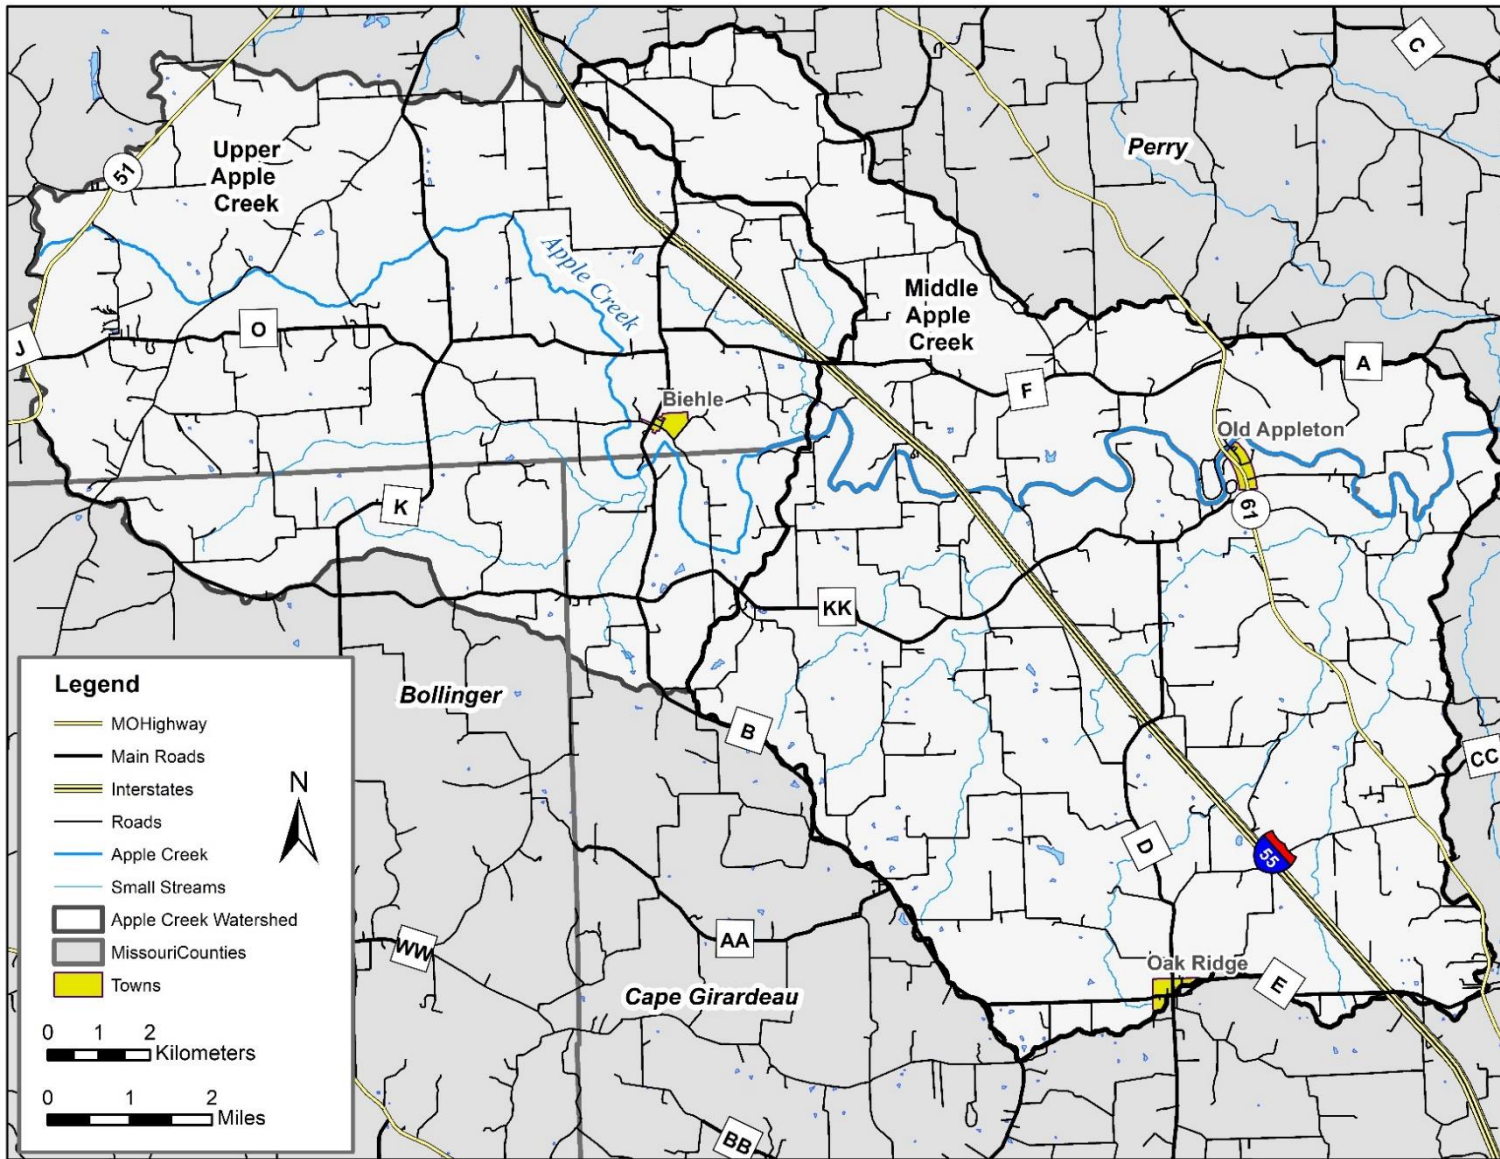 C
Perry
51
Upper
Apple
Creek
Apple Creek
Middle
Apple
Creek
O
J
A
F
Biehle
Old Appleton
K
61
KK
Bollinger
B
CC
D
55
AA
WW
Oak Ridge
E
Cape Girardeau
BB
Legend
MOHighway
Main Roads
Interstates
Roads
Apple Creek
Small Streams
Apple Creek Watershed
MissouriCounties
Towns
N
0 1 2
Kilometers
0 2
Miles